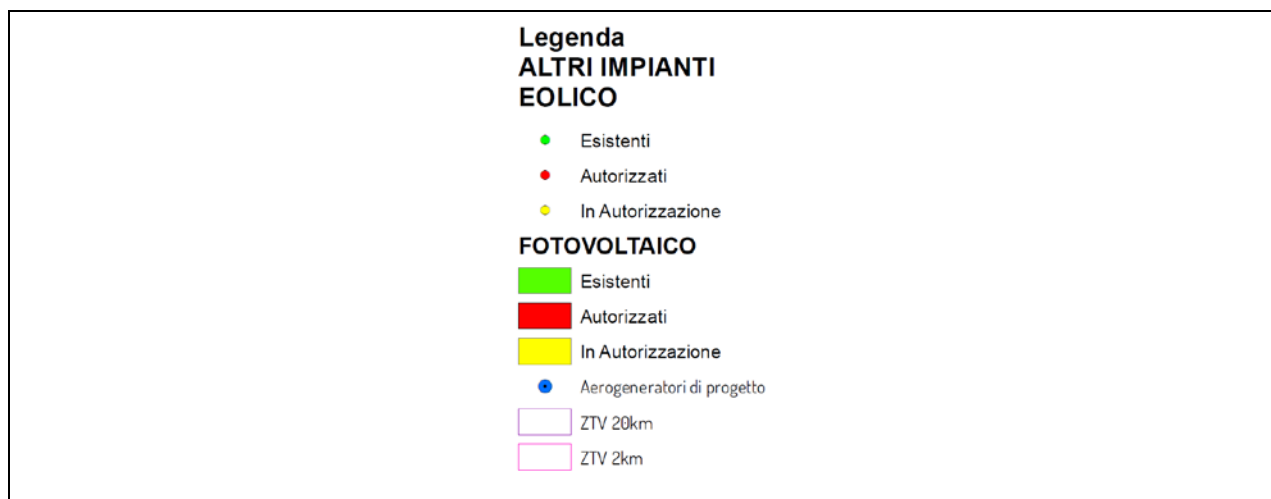 Legenda
ALTRI IMPIANTI
EOLICO
Esistenti
Autorizzati
In Autorizzazione
FOTOVOLTAICO
Esistenti
Autorizzati
In Autorizzazione
Aerogeneratori di progetto
ZTV 20km
ZTV 2km